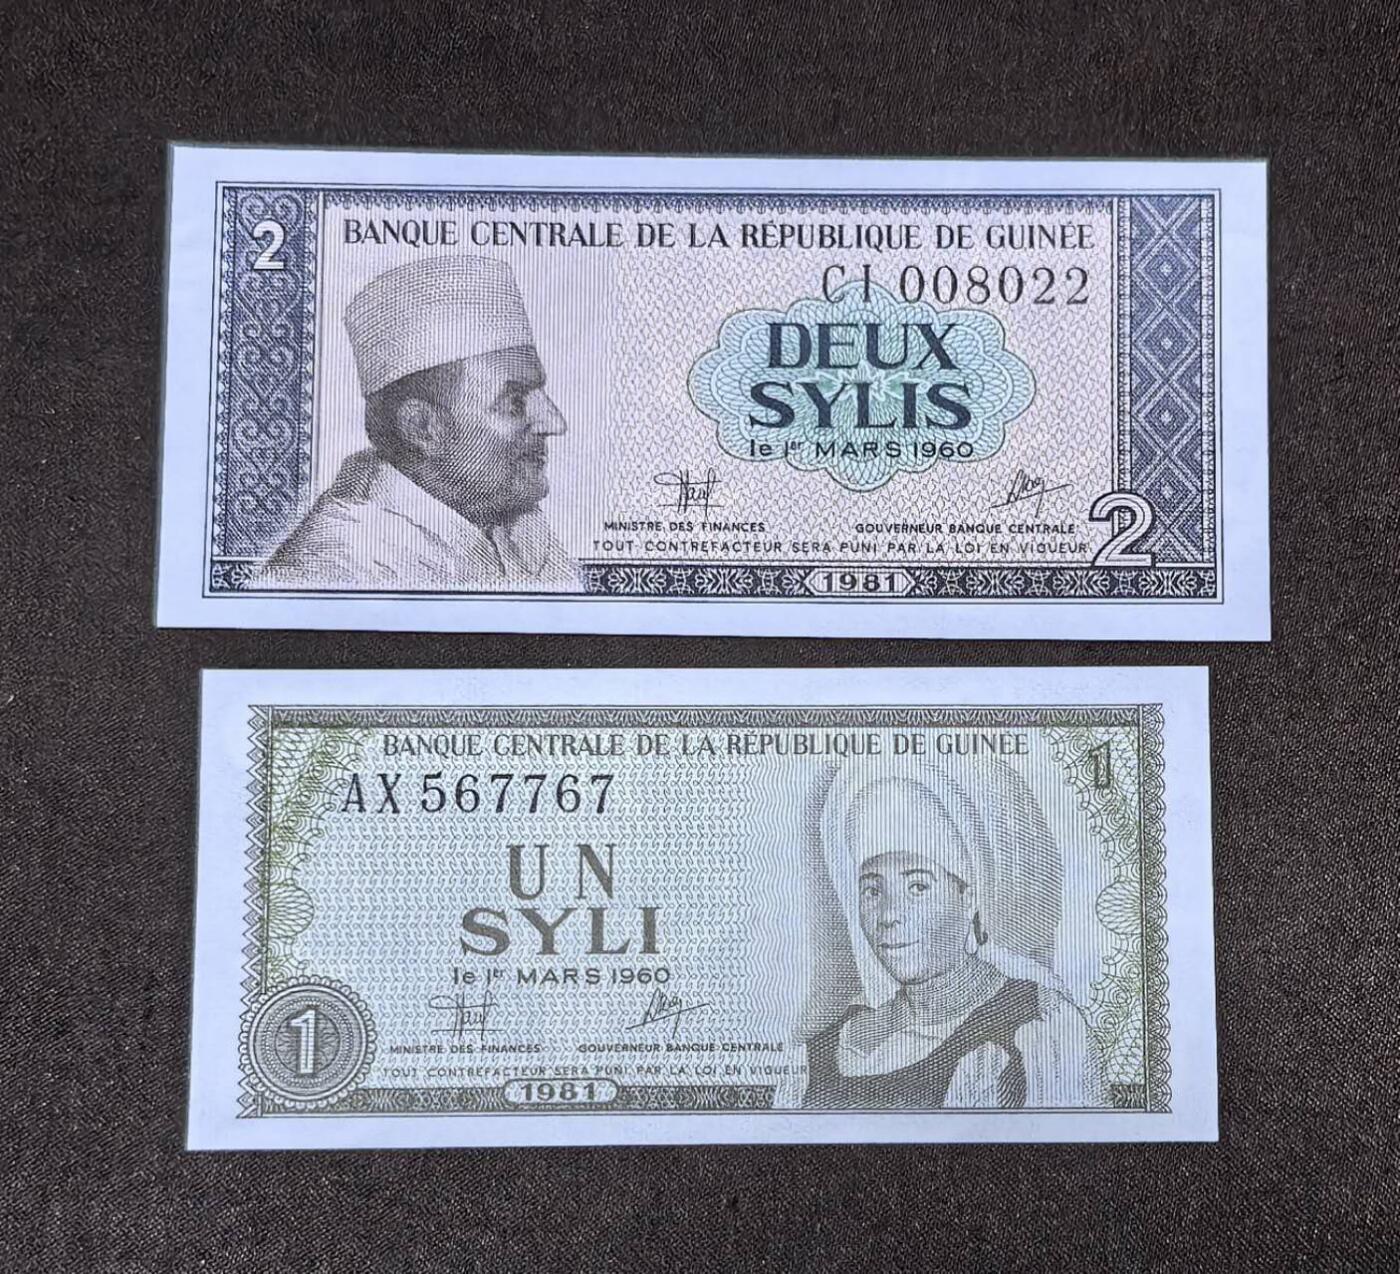 2
BANQUE CENTRALE DE LA RÉPUBLIQUE DE GUINÉE
CI 008022
DEUX
SYLIS
le 1er MARS 1960
MINISTRE DES FINANCES GOUVERNEUR BANQUE CENTRALE
TOUT CONTREFACTEUR SERA PUNI PAR LA LOI EN VIGUEUR
2
1981
BANQUE CENTRALE DE LA RÉPUBLIQUE DE GUINÉE
1
AX 567767
UN
SYLI
le 1er MARS 1960
1
MINISTRE DES FINANCES GOUVERNEUR BANQUE CENTRALE
TOUT CONTREFACTEUR SERA PUNI PAR LA LOI EN VIGUEUR
1981